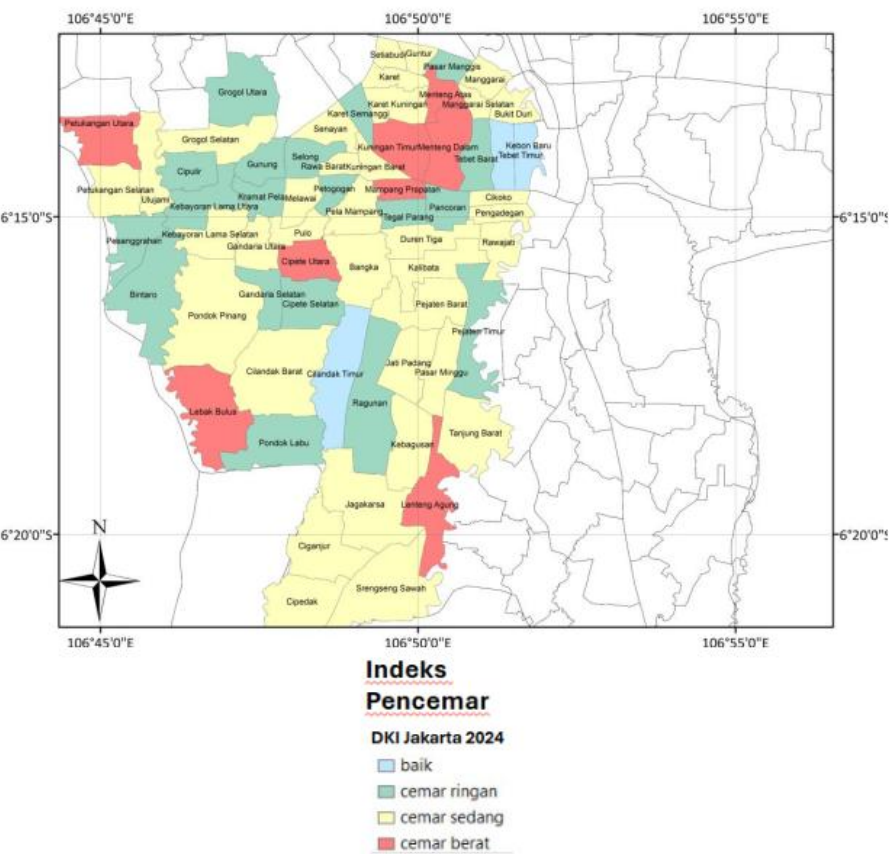 106°45'0"E 106°50'0"E 106°55'0"E
Setiabudi Guntur
Pasar Manggis
Karet
Manggarai
Grogol Utara
Menteng Atas
Karet Kuningan
Manggarai Selatan
Karet Semanggi
Bukit Duri
Petukangan Utara
Senayan
Grogol Selatan
Kuningan Timur
Menteng Dalam
Kebon Baru
Selong
Tebet Barat
Tebet Timur
Gunung
Rawa Barat
Kuningan Barat
Cipulir
Petukangan Selatan
Petogogan
Mampang Prapatan
Ulujami
Kramat Pela
Melawai
Cikoko
Kebayoran Lama Utara
Pela Mampang
Tegal Parang
Pancoran
Pengadegan
6°15'0"S 6°15'0"S
Pesanggrahan
Kebayoran Lama Selatan
Pulo
Duren Tiga
Rawajati
Gandaria Utara
Cipete Utara
Bangka
Kalibata
Bintaro
Gandaria Selatan
Cipete Selatan
Pejaten Barat
Pondok Pinang
Pejaten Timur
Jati Padang
Cilandak Barat
Cilandak Timur
Pasar Minggu
Ragunan
Lebak Bulus
Pondok Labu
Kebagusan
Tanjung Barat
Jagakarsa
Lenteng Agung
N
6°20'0"S 6°20'0"S
Ciganjur
Srengseng Sawah
Cipedak
106°45'0"E 106°50'0"E 106°55'0"E
Indeks
Pencemar
DKI Jakarta 2024
baik
cemar ringan
cemar sedang
cemar berat